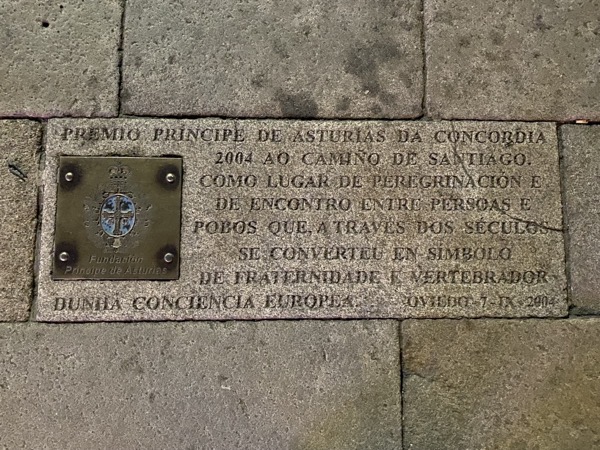 PREMIO PRÍNCIPE DE ASTURIAS DA CONCORDIA
2004 AO CAMIÑO DE SANTIAGO.
COMO LUGAR DE PEREGRINACIÓN E
DE ENCONTRO ENTRE PERSOAS E
POBOS QUE, A TRAVÉS DOS SÉCULOS
SE CONVERTEU EN SÍMBOLO
DE FRATERNIDADE E VERTEBRADOR
DUNHA CONCIENCIA EUROPEA. OVIEDO-7-IX-2004
Fundación
Príncipe de Asturias